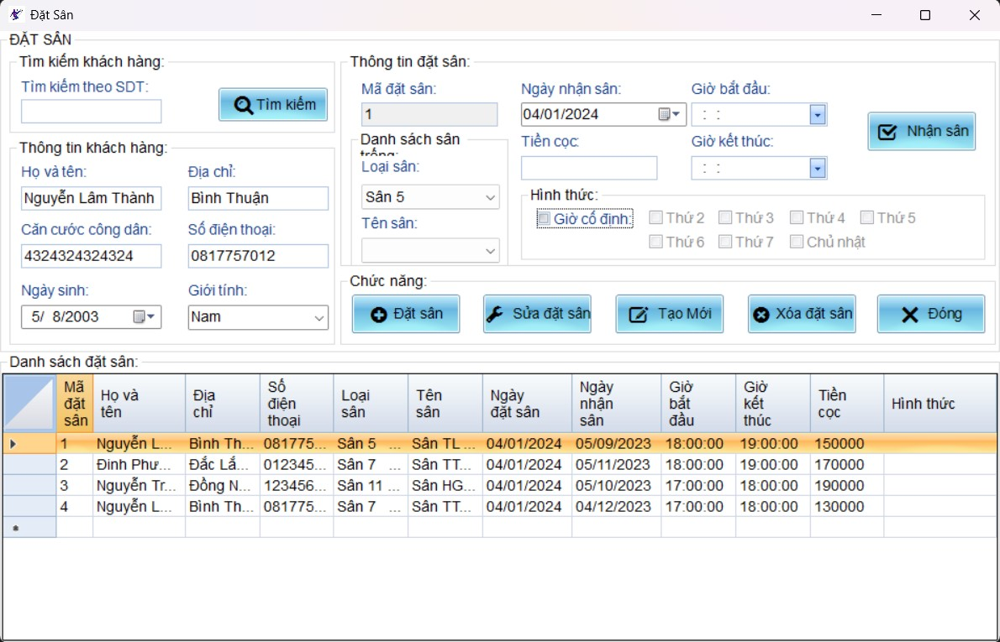 Đặt Sân
ĐẶT SÂN
Tìm kiếm khách hàng:
Tìm kiếm theo SDT:
Tìm kiếm
Thông tin khách hàng:
Họ và tên:
Địa chỉ:
Nguyễn Lâm Thành
Bình Thuận
Căn cước công dân:
Số điện thoại:
4324324324324
0817757012
Ngày sinh:
Giới tính:
5/ 8/2003
Nam
Thông tin đặt sân:
Mã đặt sân:
Ngày nhận sân:
Giờ bắt đầu:
1
04/01/2024
: :
Nhận sân
Danh sách sân
trống:
Tiền cọc:
Giờ kết thúc:
: :
Loại sân:
Sân 5
Tên sân:
Hình thức:
Giờ cố định:
Thứ 2
Thứ 3
Thứ 4
Thứ 5
Thứ 6
Thứ 7
Chủ nhật
Chức năng:
Đặt sân
Sửa đặt sân
Tạo Mới
Xóa đặt sân
Đóng
Danh sách đặt sân:
Mã đặt sân Họ và tên Địa chỉ Số điện thoại Loại sân Tên sân Ngày đặt sân Ngày nhận sân Giờ bắt đầu Giờ kết thúc Tiền cọc Hình thức
1 Nguyễn L... Bình Th... 081775... Sân 5 ... Sân TL ... 04/01/2024 05/09/2023 18:00:00 19:00:00 150000
2 Đinh Phư... Đắc Lắ... 012345... Sân 7 ... Sân TT... 04/01/2024 05/11/2023 18:00:00 19:00:00 170000
3 Nguyễn Tr... Đồng N... 123456... Sân 11 ... Sân HG... 04/01/2024 05/10/2023 17:00:00 18:00:00 190000
4 Nguyễn L... Bình Th... 081775... Sân 7 ... Sân TT... 04/01/2024 04/12/2023 17:00:00 18:00:00 130000